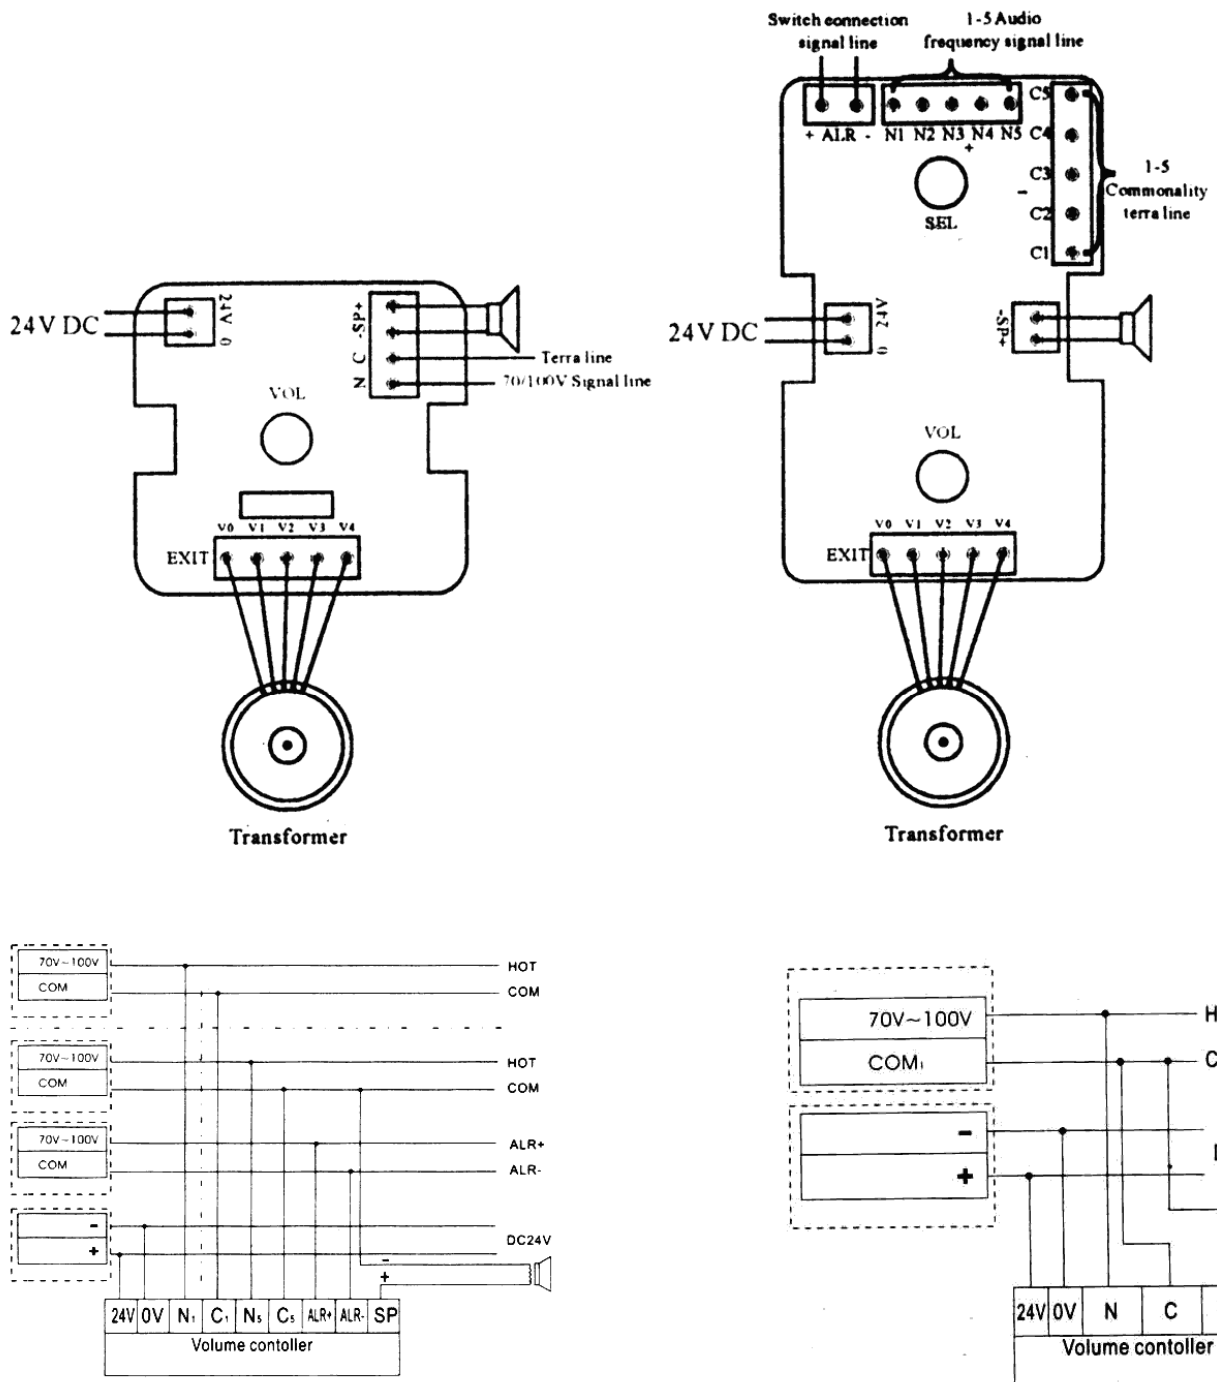 Switch connection
signal line
1-5 Audio
frequency signal line
+ ALR -
N1 N2 N3 N4 N5
+
C5
C4
C3
-
C2
C1
1-5
Commonality
terra line
SEL
24V DC
0 24V
-SP+
VOL
V0 V1 V2 V3 V4
EXIT
Transformer
24V DC
24V 0
N C -SP+
Terra line
70/100V Signal line
VOL
V0 V1 V2 V3 V4
EXIT
Transformer
70V~100V
HOT
COM
COM
70V~100V
HOT
COM
COM
70V~100V
ALR+
COM
ALR-
-
+
DC24V
-
+
24V 0V N1 C1 N5 C5 ALR+ ALR- SP
Volume contoller
70V~100V
H
COM
C
-
+
24V 0V N C
Volume contoller